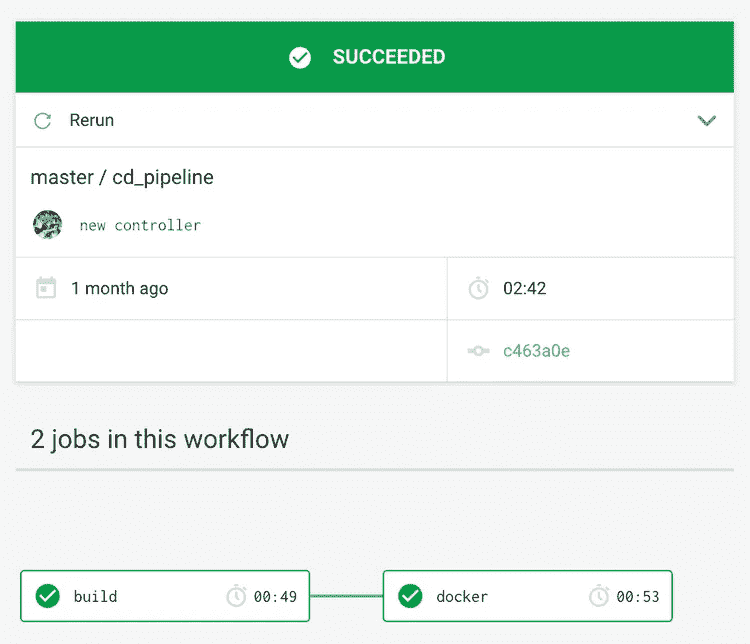 SUCCEEDED
Rerun
master / cd_pipeline
new controller
1 month ago
02:42
c463a0e
2 jobs in this workflow
build 00:49
docker 00:53